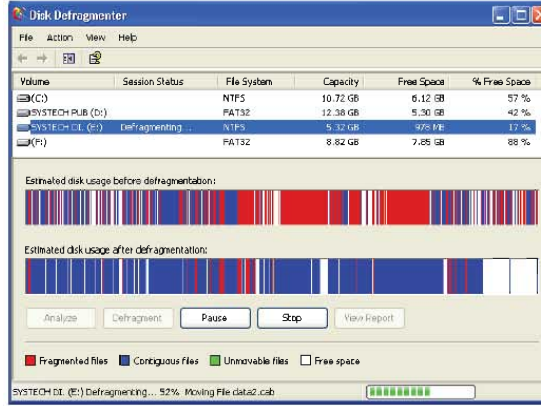 Disk Defragmenter
File Action View Help
Volume Session Status File System Capacity Free Space % Free Space
(C:) NTFS 10.72 GB 6.12 GB 57 %
SYSTECH PUB (D:) FAT32 12.38 GB 5.30 GB 42 %
SYSTECH DI. (E:) Defragmenting... NTFS 5.32 GB 978 MB 17 %
(F:) FAT32 8.82 GB 7.85 GB 88 %
Estimated disk usage before defragmentation:
Estimated disk usage after defragmentation:
Analyze Defragment Pause Stop View Report
Fragmented files Contiguous files Unmovable files Free space
SYSTECH DI. (E:) Defragmenting... 52% Moving File data2.cab